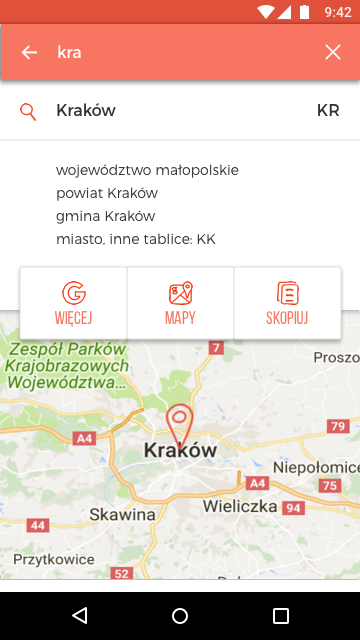 9:42
kra
Kraków KR
województwo małopolskie
powiat Kraków
gmina Kraków
miasto, inne tablice: KK
WIĘCEJ MAPY SKOPIUJ
Zespół Parków
Krajobrazowych
Województwa...
7
Proszo
79
A4
Kraków
Niepołomice
A4
75
Wieliczka 94
Skawina
44
Przytkowice
52